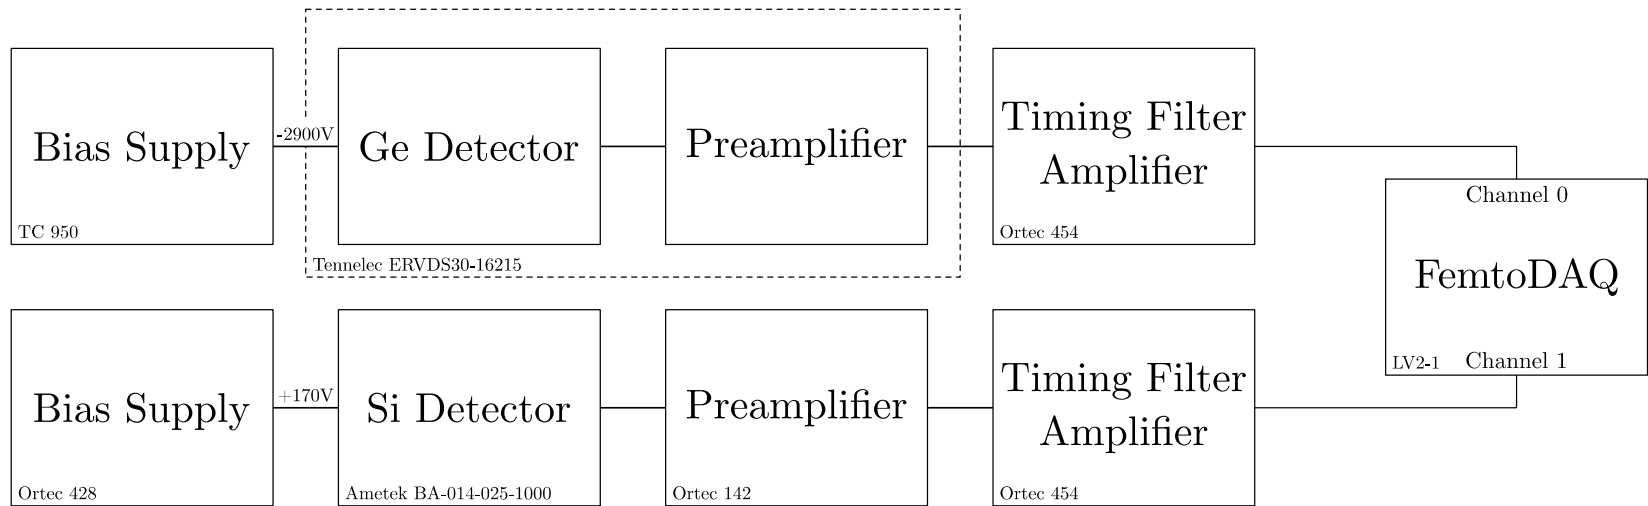 Bias Supply
TC 950
-2900V
Ge Detector
Preamplifier
Tennelec ERVDS30-16215
Timing Filter
Amplifier
Ortec 454
Channel 0
FemtoDAQ
LV2-1
Channel 1
Bias Supply
Ortec 428
+170V
Si Detector
Ametek BA-014-025-1000
Preamplifier
Ortec 142
Timing Filter
Amplifier
Ortec 454